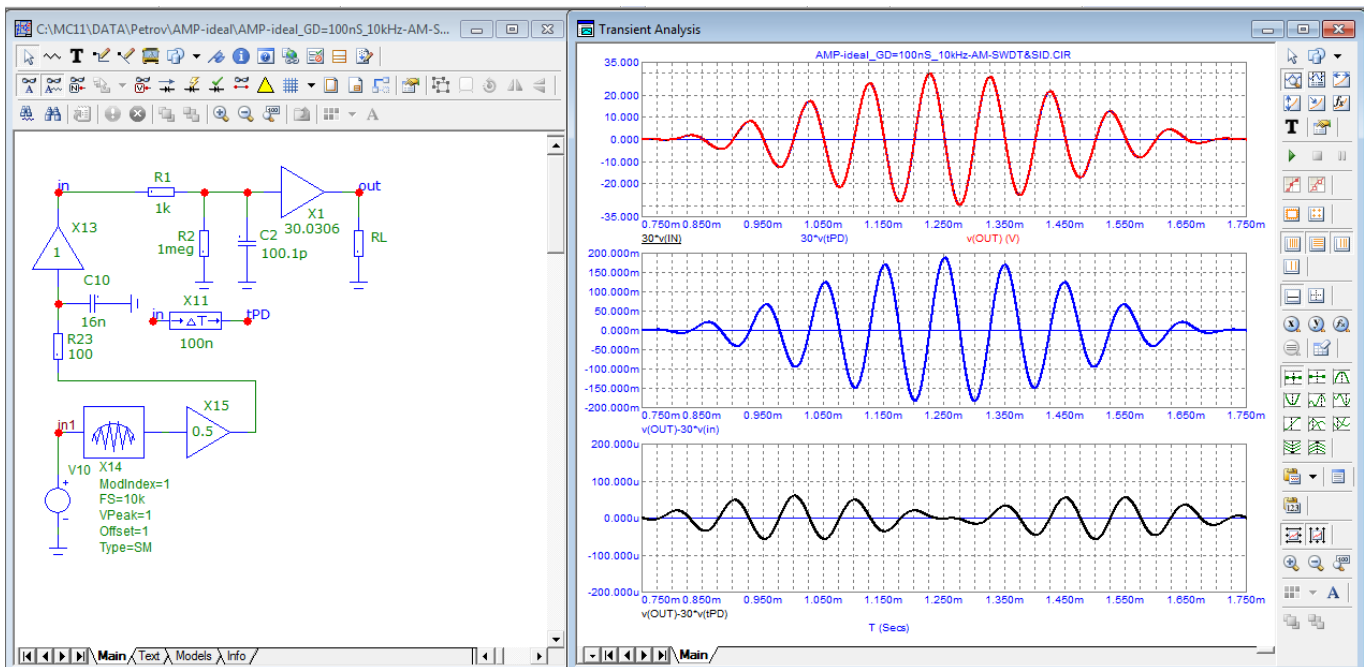 C:\MC11\DATA\Petrov\AMP-ideal\AMP-ideal_GD=100nS_10kHz-AM-S...
in
R1
1k
out
X1
30.0306
R2
1meg
C2
100.1p
RL
X13
1
C10
16n
in
X11
ΔT
100n
tPD
R23
100
X15
0.5
in1
V10
X14
ModIndex=1
FS=10k
VPeak=1
Offset=1
Type=SM
Main Text Models Info
Transient Analysis
AMP-ideal_GD=100nS_10kHz-AM-SWDT&SID.CIR
35.000
20.000
10.000
0.000
-10.000
-20.000
-35.000
0.750m 0.850m 0.950m 1.050m 1.150m 1.250m 1.350m 1.450m 1.550m 1.650m 1.750m
30*v(IN) 30*v(tPD) v(OUT) (V)
200.000m
150.000m
100.000m
50.000m
0.000m
-50.000m
-100.000m
-150.000m
-200.000m
0.750m 0.850m 0.950m 1.050m 1.150m 1.250m 1.350m 1.450m 1.550m 1.650m 1.750m
v(OUT)-30*v(in)
200.000u
100.000u
0.000u
-100.000u
-200.000u
0.750m 0.850m 0.950m 1.050m 1.150m 1.250m 1.350m 1.450m 1.550m 1.650m 1.750m
v(OUT)-30*v(tPD)
T (Secs)
Main